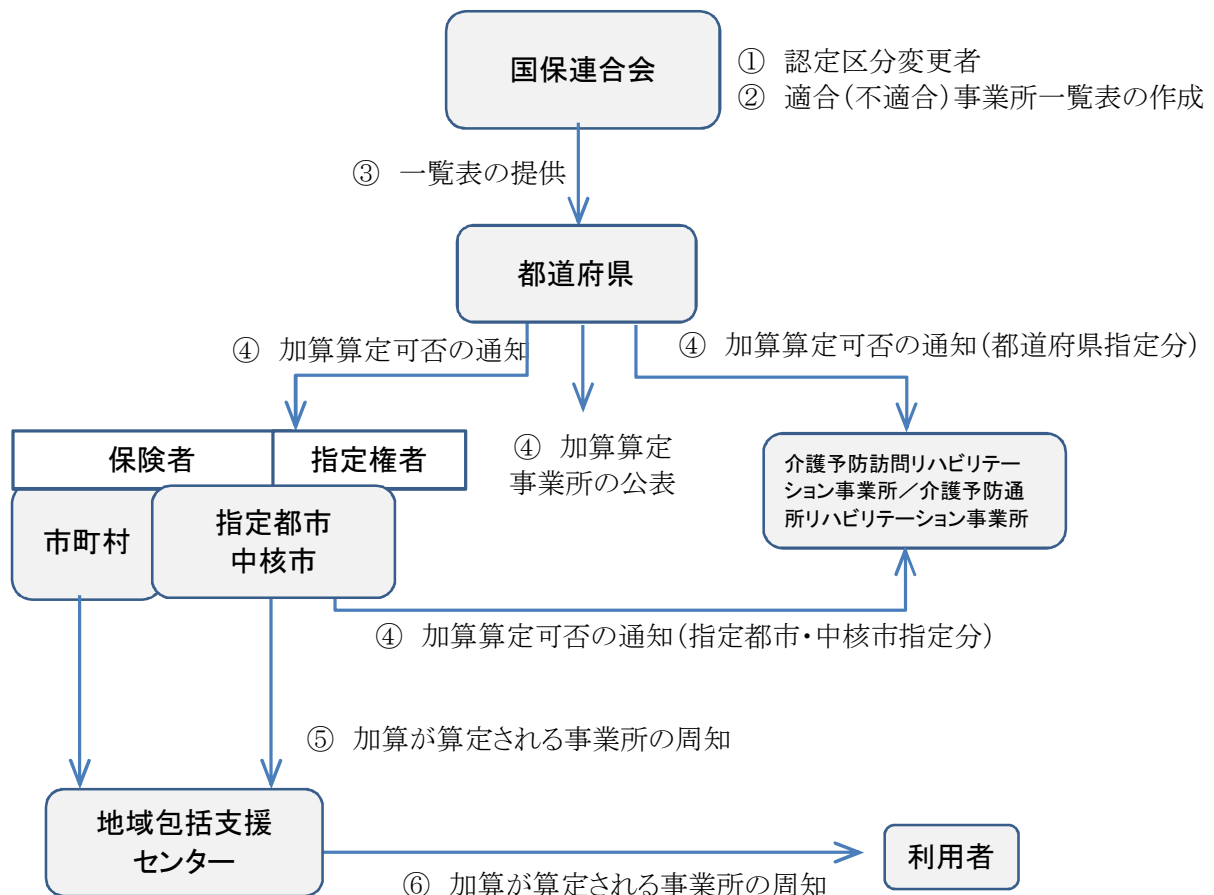 国保連合会
① 認定区分変更者
② 適合（不適合）事業所一覧表の作成
③ 一覧表の提供
都道府県
④ 加算算定可否の通知
④ 加算算定可否の通知（都道府県指定分）
保険者
指定権者
④ 加算算定
事業所の公表
介護予防訪問リハビリテー
ション事業所／介護予防通
所リハビリテーション事業所
市町村
指定都市
中核市
④ 加算算定可否の通知（指定都市・中核市指定分）
⑤ 加算が算定される事業所の周知
地域包括支援
センター
利用者
⑥ 加算が算定される事業所の周知